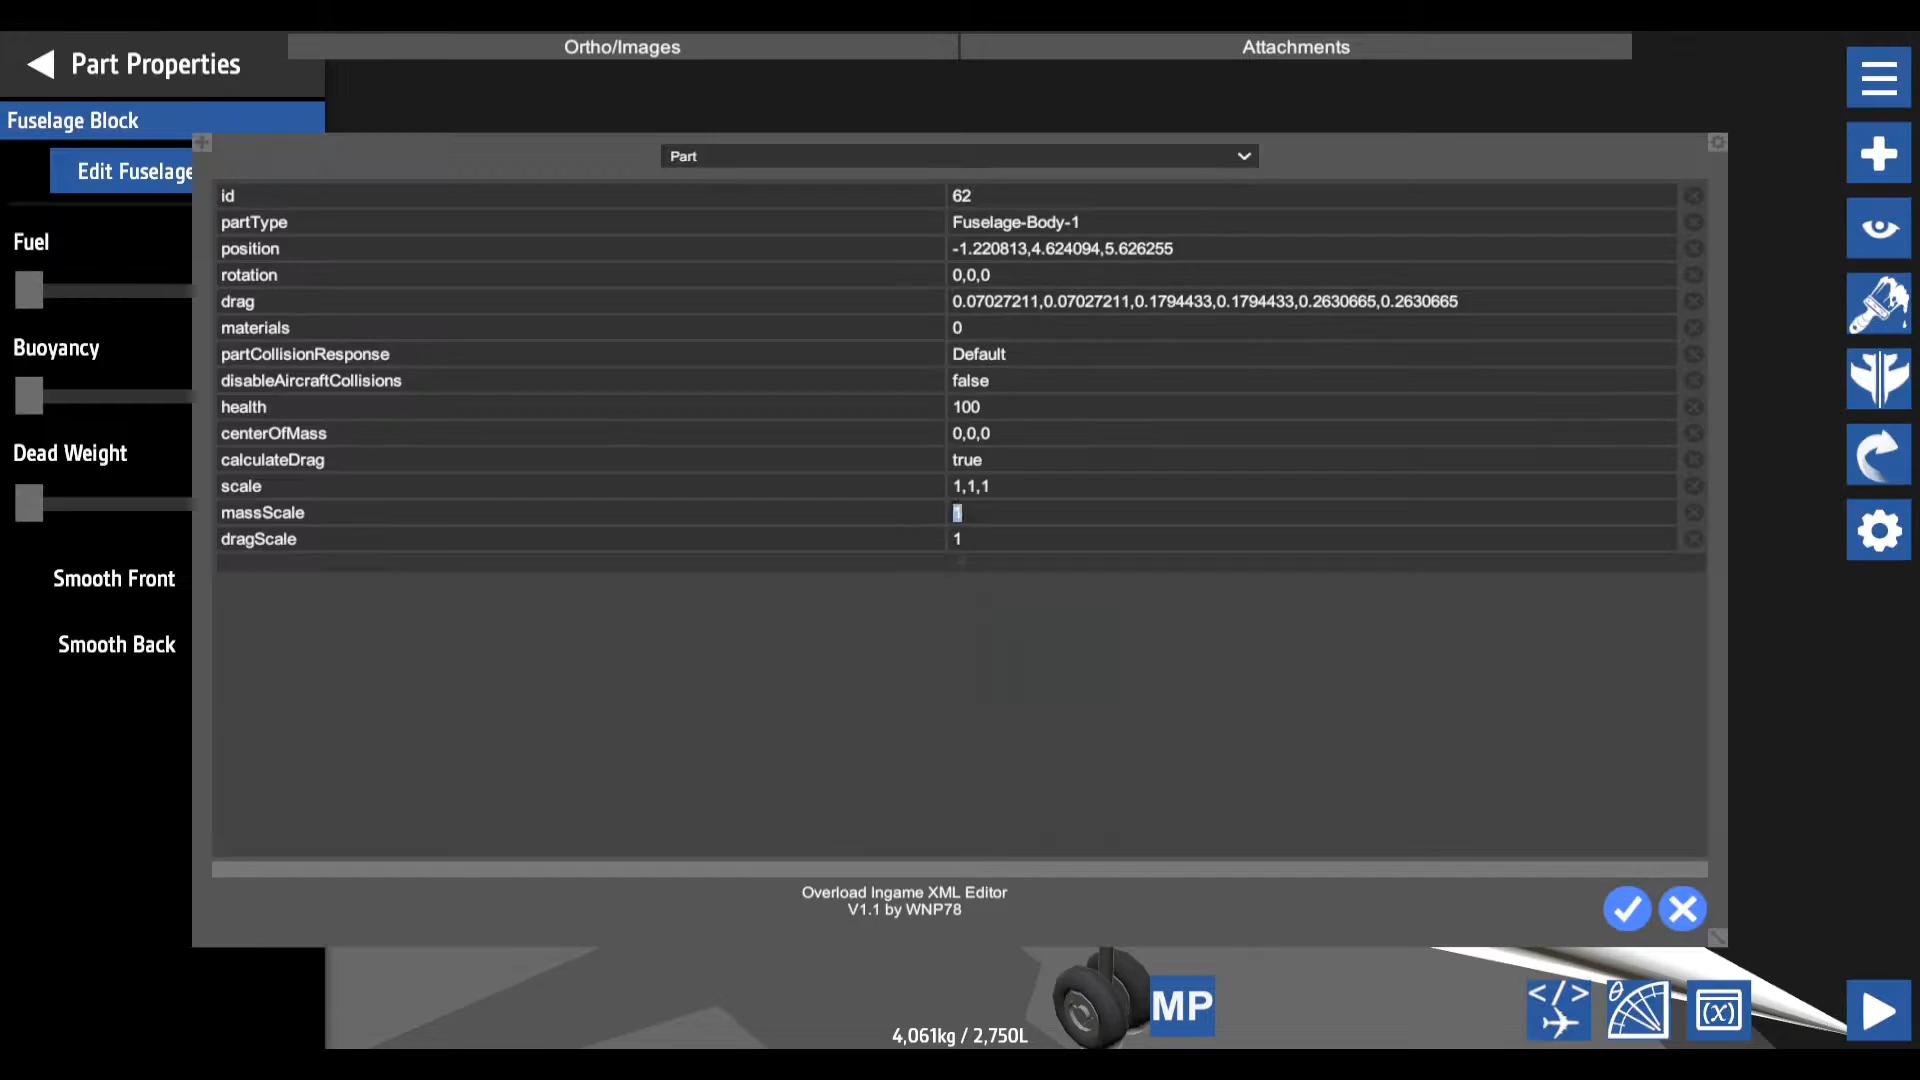 Part Properties
Ortho/Images
Attachments
Fuselage Block
Edit Fuselage
Part
Fuel
Buoyancy
Dead Weight
Smooth Front
Smooth Back
id 62
partType Fuselage-Body-1
position -1.220813,4.624094,5.626255
rotation 0,0,0
drag 0.07027211,0.07027211,0.1794433,0.1794433,0.2630665,0.2630665
materials 0
partCollisionResponse Default
disableAircraftCollisions false
health 100
centerOfMass 0,0,0
calculateDrag true
scale 1,1,1
massScale 1
dragScale 1
Overload Ingame XML Editor
V1.1 by WNP78
MP
4,061kg / 2,750L